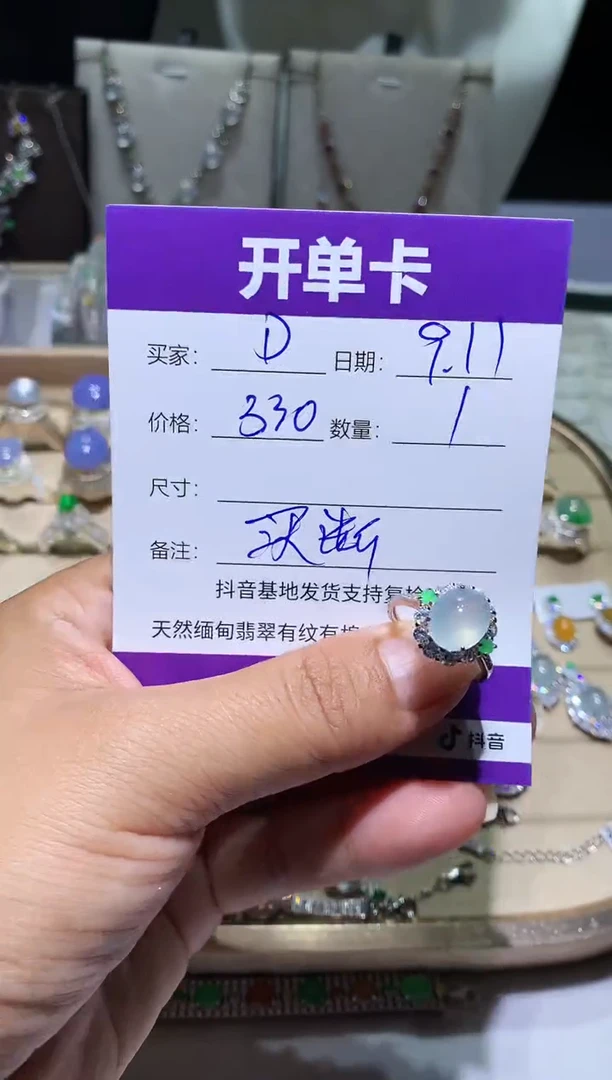 开单卡
买家: D 日期: 9.11
价格: 330 数量: 1
尺寸:
备注: 买断
抖音基地发货支持复检
天然缅甸翡翠有纹有
抖音